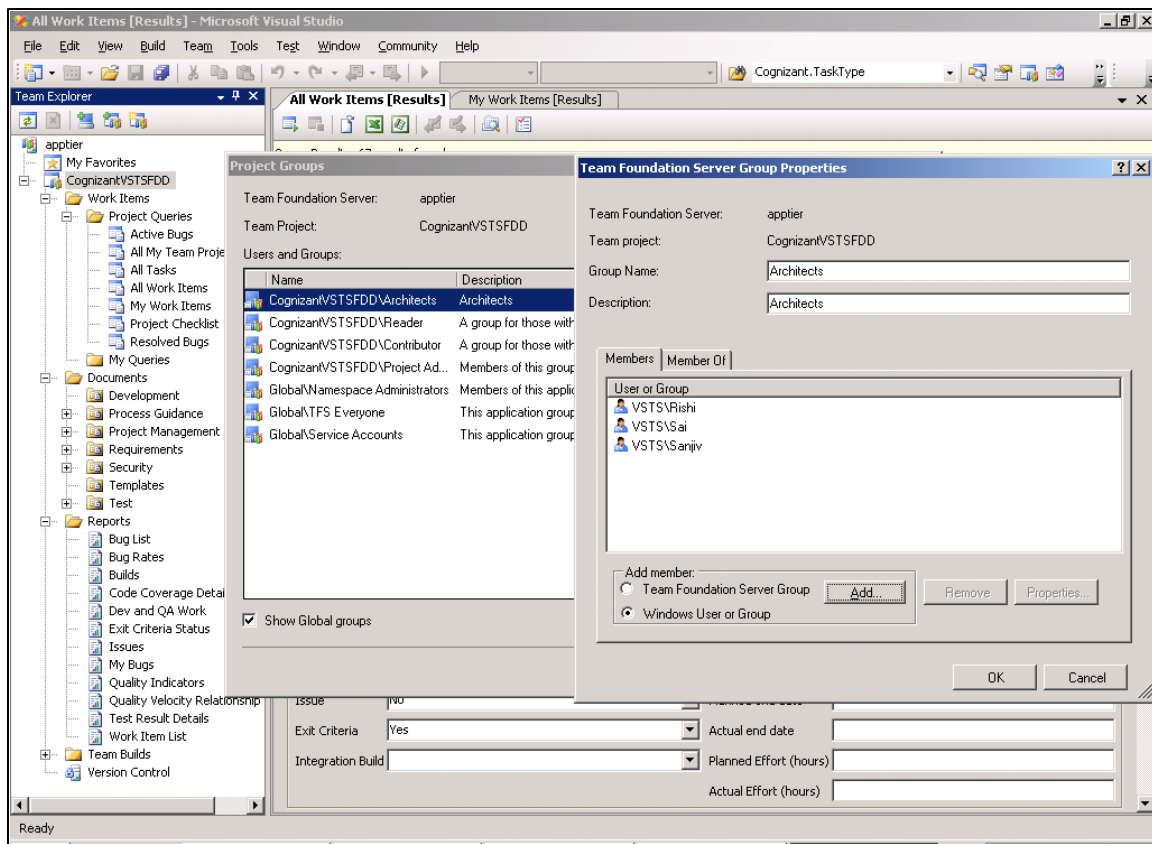 All Work Items [Results] - Microsoft Visual Studio
File Edit View Build Team Tools Test Window Community Help
Cognizant.TaskType
Team Explorer
All Work Items [Results] My Work Items [Results]
apptier
My Favorites
CognizantVSTSFDD
Work Items
Project Queries
Active Bugs
All My Team Proje
All Tasks
All Work Items
My Work Items
Project Checklist
Resolved Bugs
My Queries
Documents
Development
Process Guidance
Project Management
Requirements
Security
Templates
Test
Reports
Bug List
Bug Rates
Builds
Code Coverage Detai
Dev and QA Work
Exit Criteria Status
Issues
My Bugs
Quality Indicators
Quality Velocity Relationship
Test Result Details
Work Item List
Team Builds
Version Control
Project Groups
Team Foundation Server: apptier
Team Project: CognizantVSTSFDD
Users and Groups:
Name Description
CognizantVSTSFDD\Architects Architects
CognizantVSTSFDD\Reader A group for those with
CognizantVSTSFDD\Contributor A group for those with
CognizantVSTSFDD\Project Ad... Members of this group
Global\Namespace Administrators Members of this applic
Global\TFS Everyone This application group
Global\Service Accounts This application group
Show Global groups
Team Foundation Server Group Properties
Team Foundation Server: apptier
Team project: CognizantVSTSFDD
Group Name: Architects
Description: Architects
Members Member Of
User or Group
VSTS\Rishi
VSTS\Sai
VSTS\Sanjiv
Add member:
Team Foundation Server Group
Windows User or Group
Add... Remove Properties...
OK Cancel
Issue No
Exit Criteria Yes Actual end date
Integration Build Planned Effort (hours)
Actual Effort (hours)
Ready